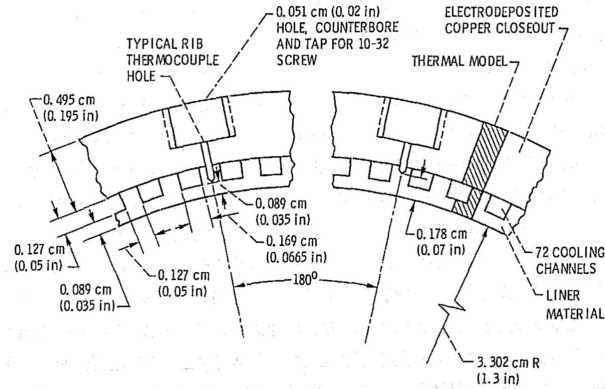 0.051 cm (0.02 in)
HOLE, COUNTERBORE
AND TAP FOR 10-32
SCREW
ELECTRODEPOSITED
COPPER CLOSEOUT
TYPICAL RIB
THERMOCOUPLE
HOLE
THERMAL MODEL
0.495 cm
(0.195 in)
0.089 cm
(0.035 in)
0.169 cm
(0.0665 in)
0.178 cm
(0.07 in)
0.127 cm
(0.05 in)
0.089 cm
(0.035 in)
0.127 cm
(0.05 in)
180⁰
72 COOLING
CHANNELS
LINER
MATERIAL
3.302 cm R
(1.3 in)